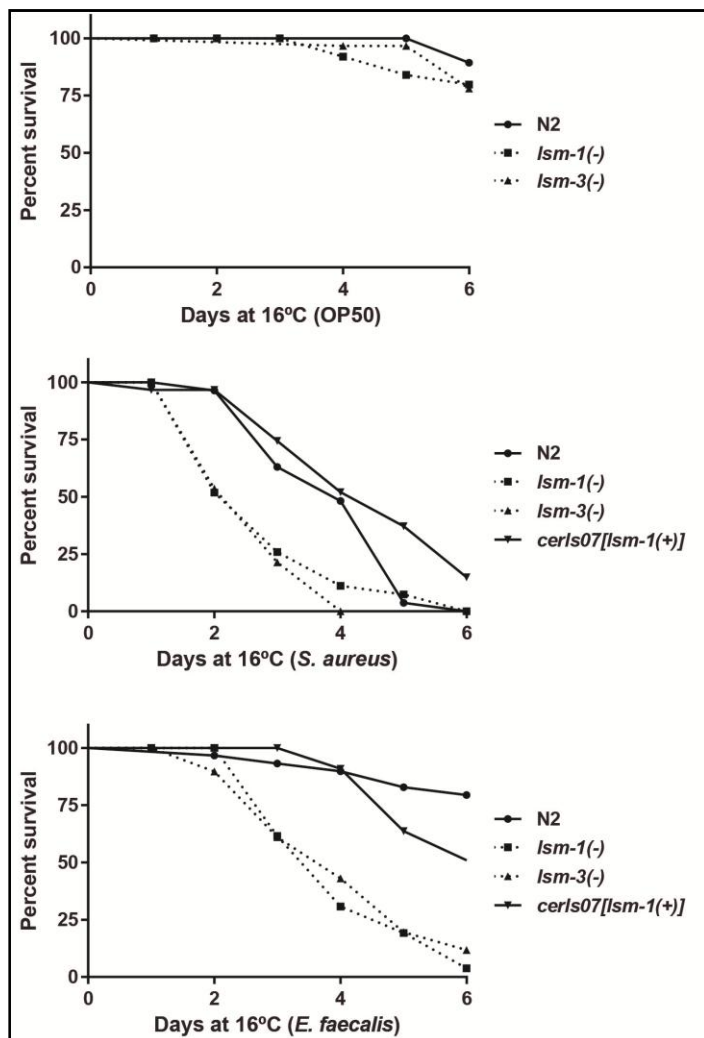 100
75
50
25
0
Percent survival
0 2 4 6
Days at 16ºC (OP50)
N2
lsm-1(-)
lsm-3(-)
100
75
50
25
0
Percent survival
0 2 4 6
Days at 16ºC (S. aureus)
N2
lsm-1(-)
lsm-3(-)
cerIs07[lsm-1(+)]
100
75
50
25
0
Percent survival
0 2 4 6
Days at 16ºC (E. faecalis)
N2
lsm-1(-)
lsm-3(-)
cerIs07[lsm-1(+)]